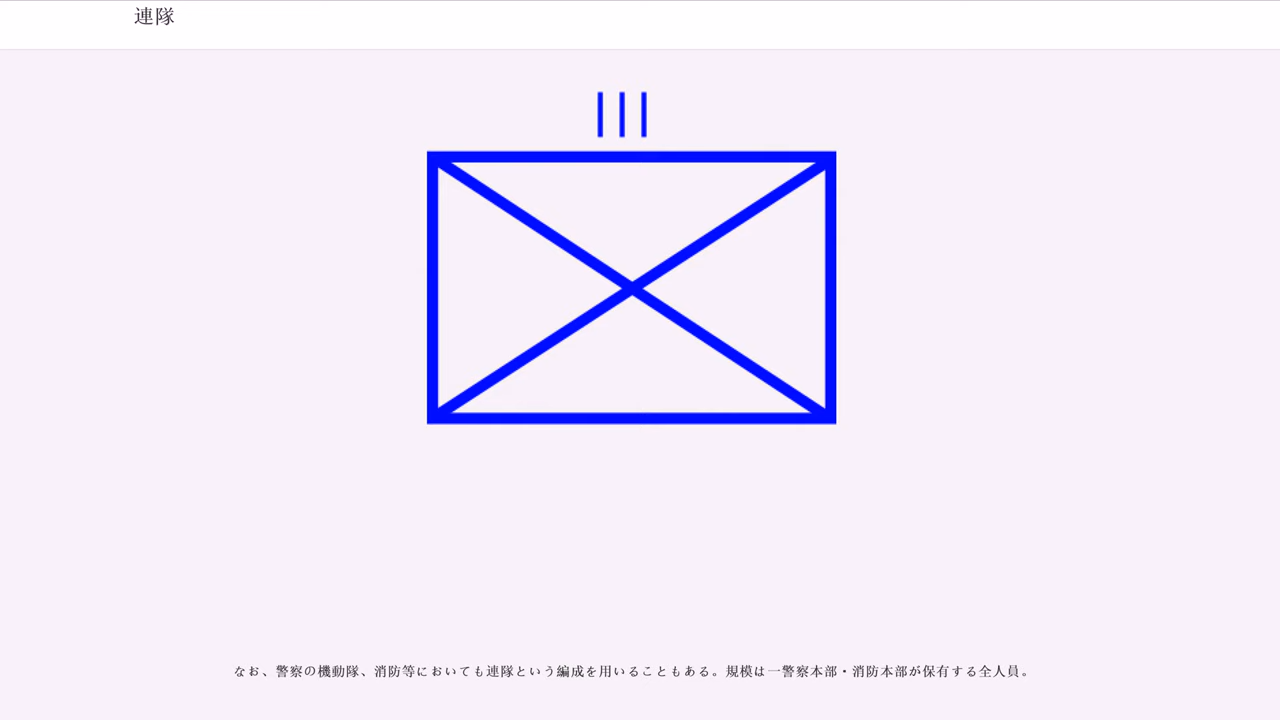 連隊
なお、警察の機動隊、消防等においても連隊という編成を用いることもある。規模は一警察本部・消防本部が保有する全人員。